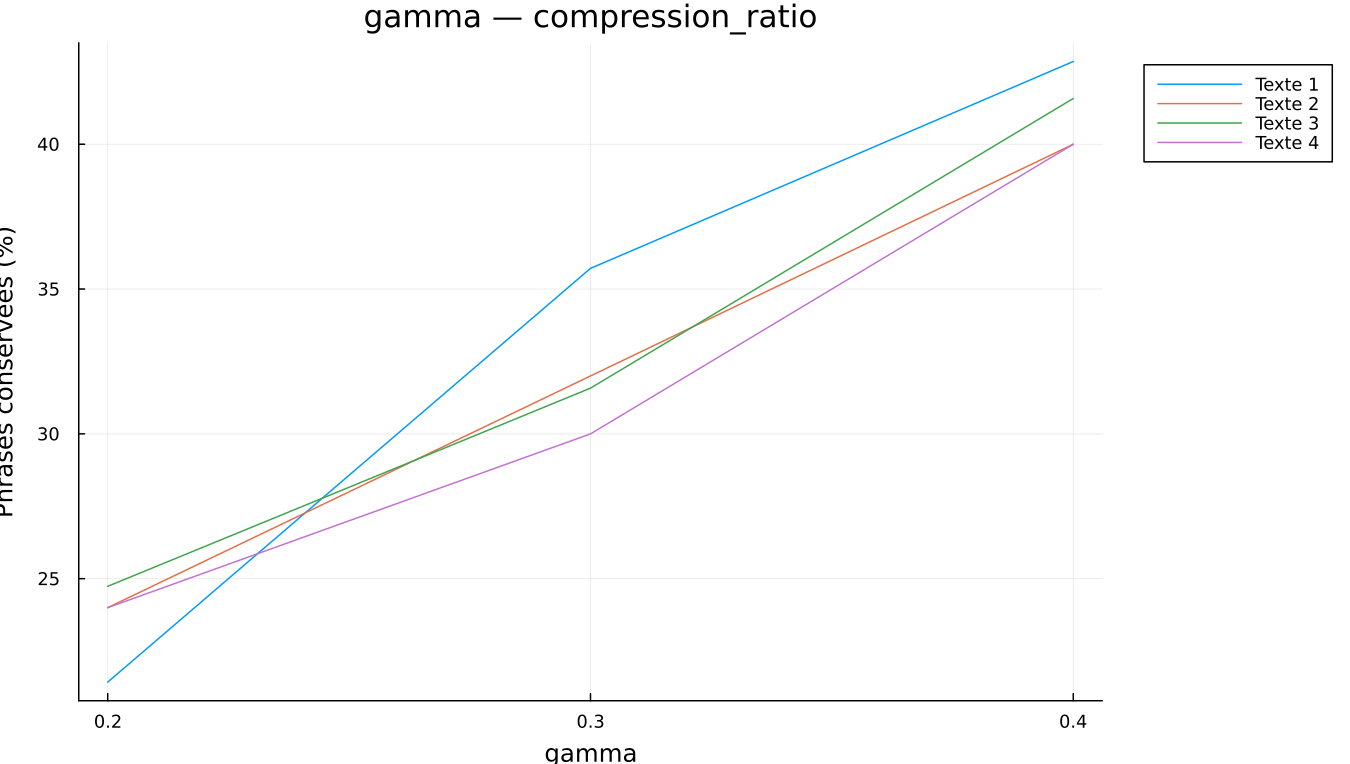 gamma — compression_ratio
Phrases conservées (%)
40
35
30
25
0.2
0.3
0.4
gamma
Texte 1
Texte 2
Texte 3
Texte 4